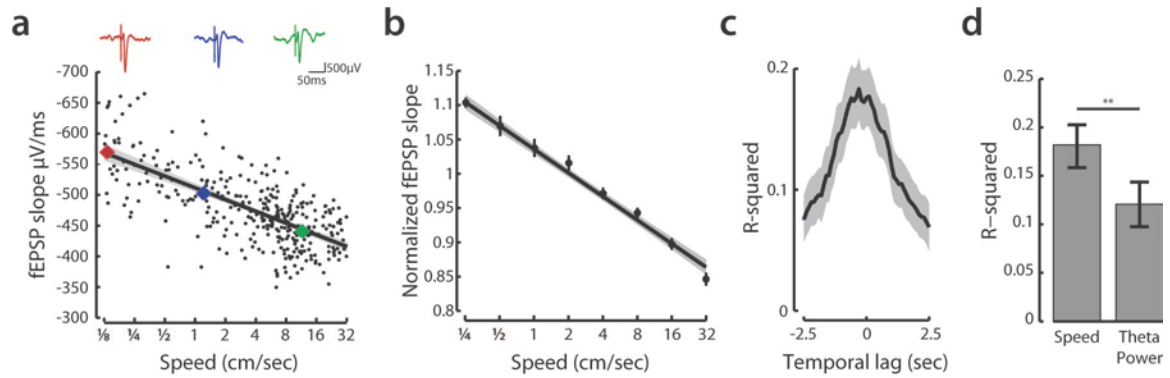 a
500μV
50ms
fEPSP slope μV/ms
-700
-650
-600
-550
-500
-450
-400
-350
-300
⅛ ¼ ½ 1 2 4 8 16 32
Speed (cm/sec)
b
Normalized fEPSP slope
1.15
1.1
1.05
1
0.95
0.9
0.85
0.8
¼ ½ 1 2 4 8 16 32
Speed (cm/sec)
c
R-squared
0.2
0.1
0
-2.5 0 2.5
Temporal lag (sec)
d
R-squared
0.25
0.2
0.15
0.1
0.05
0
**
Speed Theta
Power